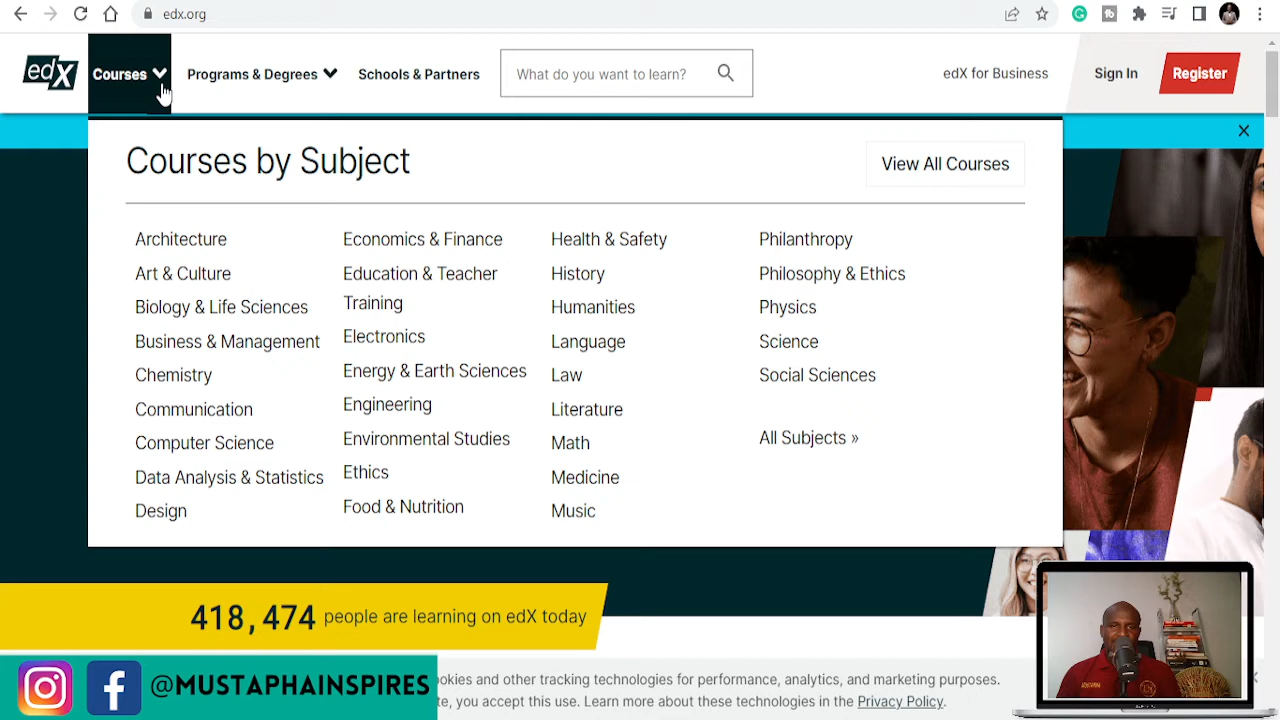 edx.org
edX
Courses
Programs & Degrees
Schools & Partners
What do you want to learn?
edX for Business
Sign In
Register
Courses by Subject
View All Courses
Architecture
Art & Culture
Biology & Life Sciences
Business & Management
Chemistry
Communication
Computer Science
Data Analysis & Statistics
Design
Economics & Finance
Education & Teacher
Training
Electronics
Energy & Earth Sciences
Engineering
Environmental Studies
Ethics
Food & Nutrition
Health & Safety
History
Humanities
Language
Law
Literature
Math
Medicine
Music
Philanthropy
Philosophy & Ethics
Physics
Science
Social Sciences
All Subjects »
418,474 people are learning on edX today
@MUSTAPHAINSPIRES
and other tracking technologies for performance, analytics, and marketing purposes.
you accept this use. Learn more about these technologies in the Privacy Policy.